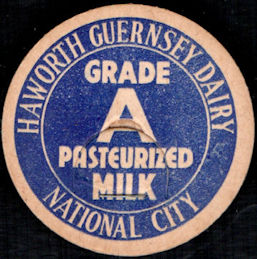 HAWORTH GUERNSEY DAIRY
GRADE
A
PASTEURIZED
MILK
NATIONAL CITY